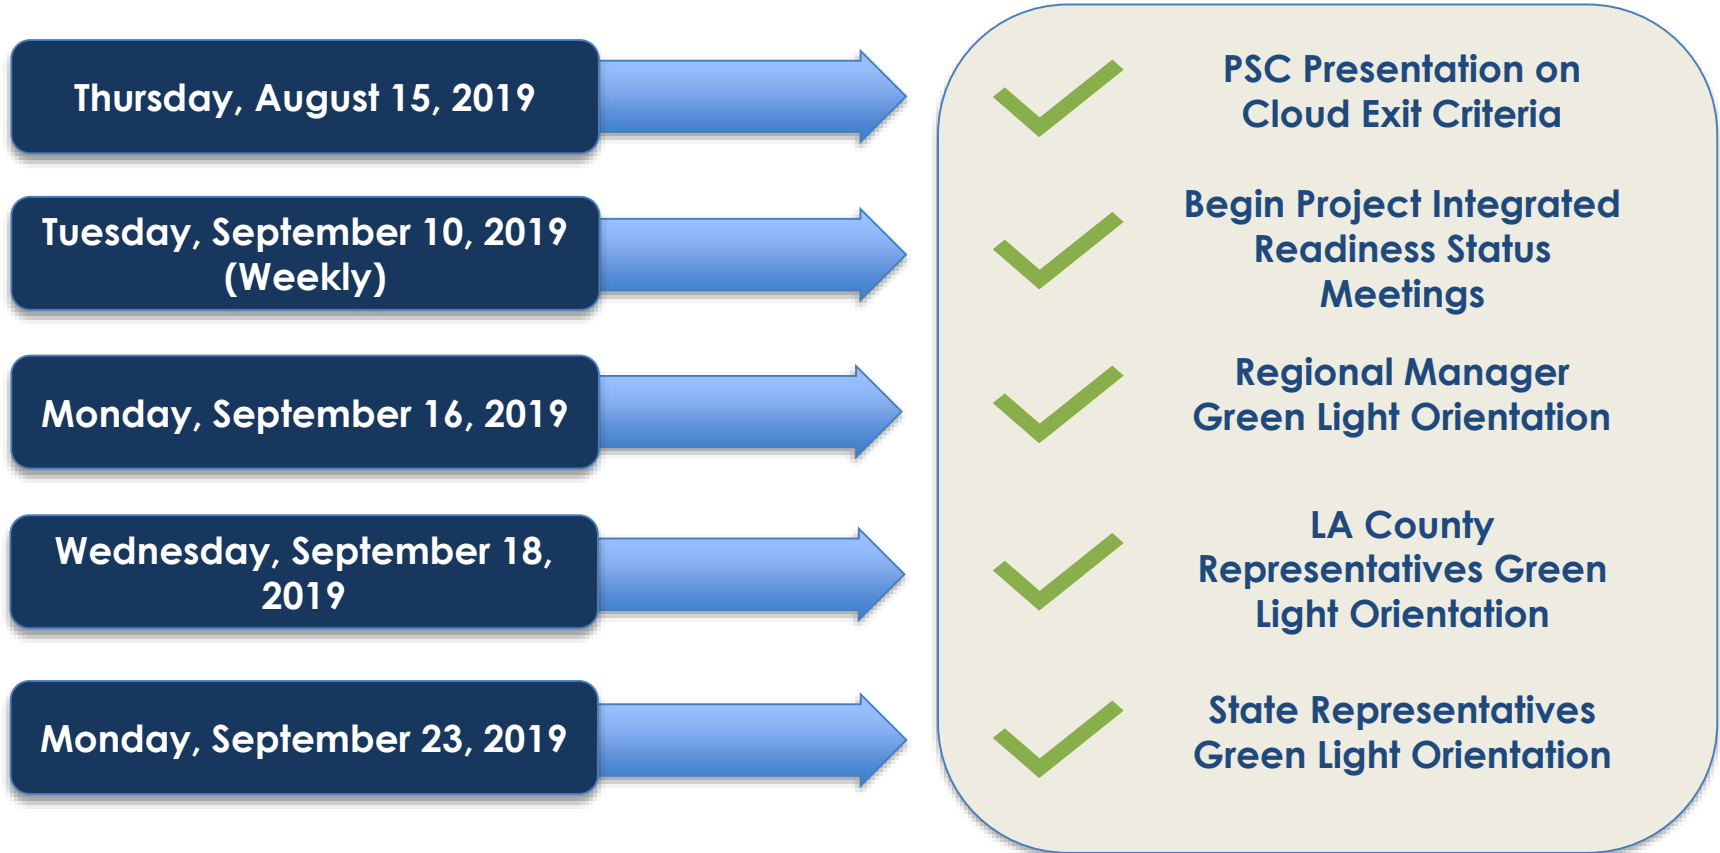 Thursday, August 15, 2019
PSC Presentation on
Cloud Exit Criteria
Tuesday, September 10, 2019
(Weekly)
Begin Project Integrated
Readiness Status
Meetings
Monday, September 16, 2019
Regional Manager
Green Light Orientation
Wednesday, September 18,
2019
LA County
Representatives Green
Light Orientation
Monday, September 23, 2019
State Representatives
Green Light Orientation